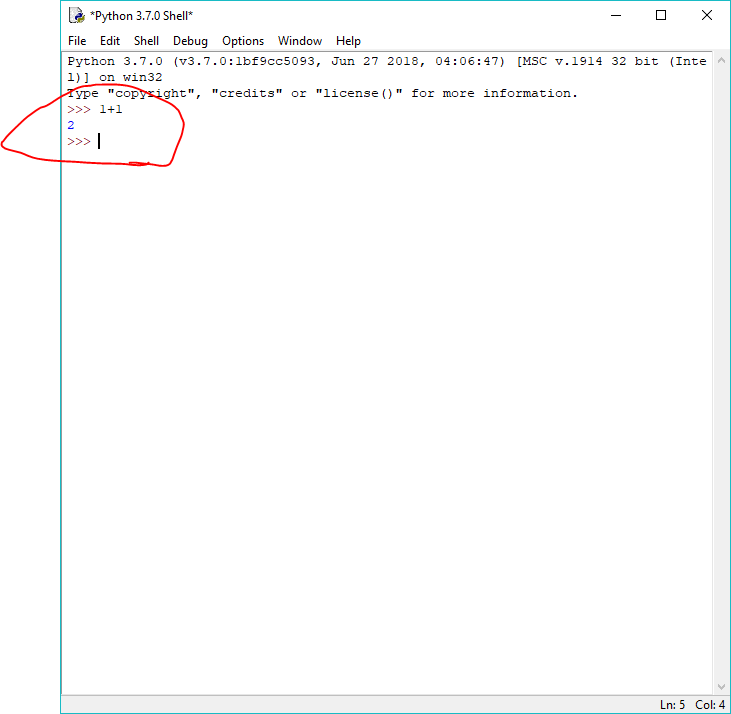 *Python 3.7.0 Shell*
File Edit Shell Debug Options Window Help
Python 3.7.0 (v3.7.0:1bf9cc5093, Jun 27 2018, 04:06:47) [MSC v.1914 32 bit (Inte
l)] on win32
Type "copyright", "credits" or "license()" for more information.
>>> 1+1
2
>>>
Ln: 5 Col: 4